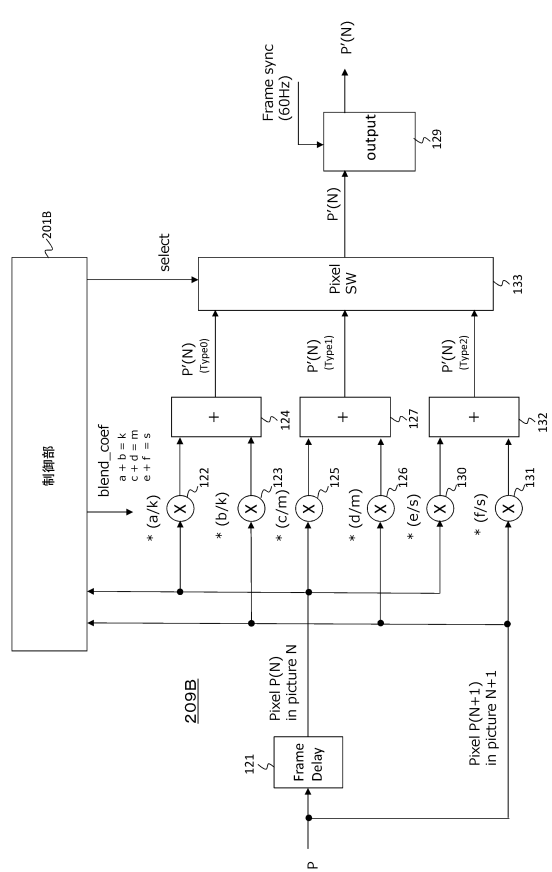 209B
P
121
Frame
Delay
Pixel P(N)
in picture N
Pixel P(N+1)
in picture N+1
制御部
201B
blend_coef
a + b = k
c + d = m
e + f = s
select
* (a/k)
X
122
* (b/k)
X
123
* (c/m)
X
125
* (d/m)
X
126
* (e/s)
X
130
* (f/s)
X
131
+
124
+
127
+
132
P'(N)
(Type0)
P'(N)
(Type1)
P'(N)
(Type2)
Pixel
SW
133
P'(N)
Frame sync
(60Hz)
output
129
P'(N)